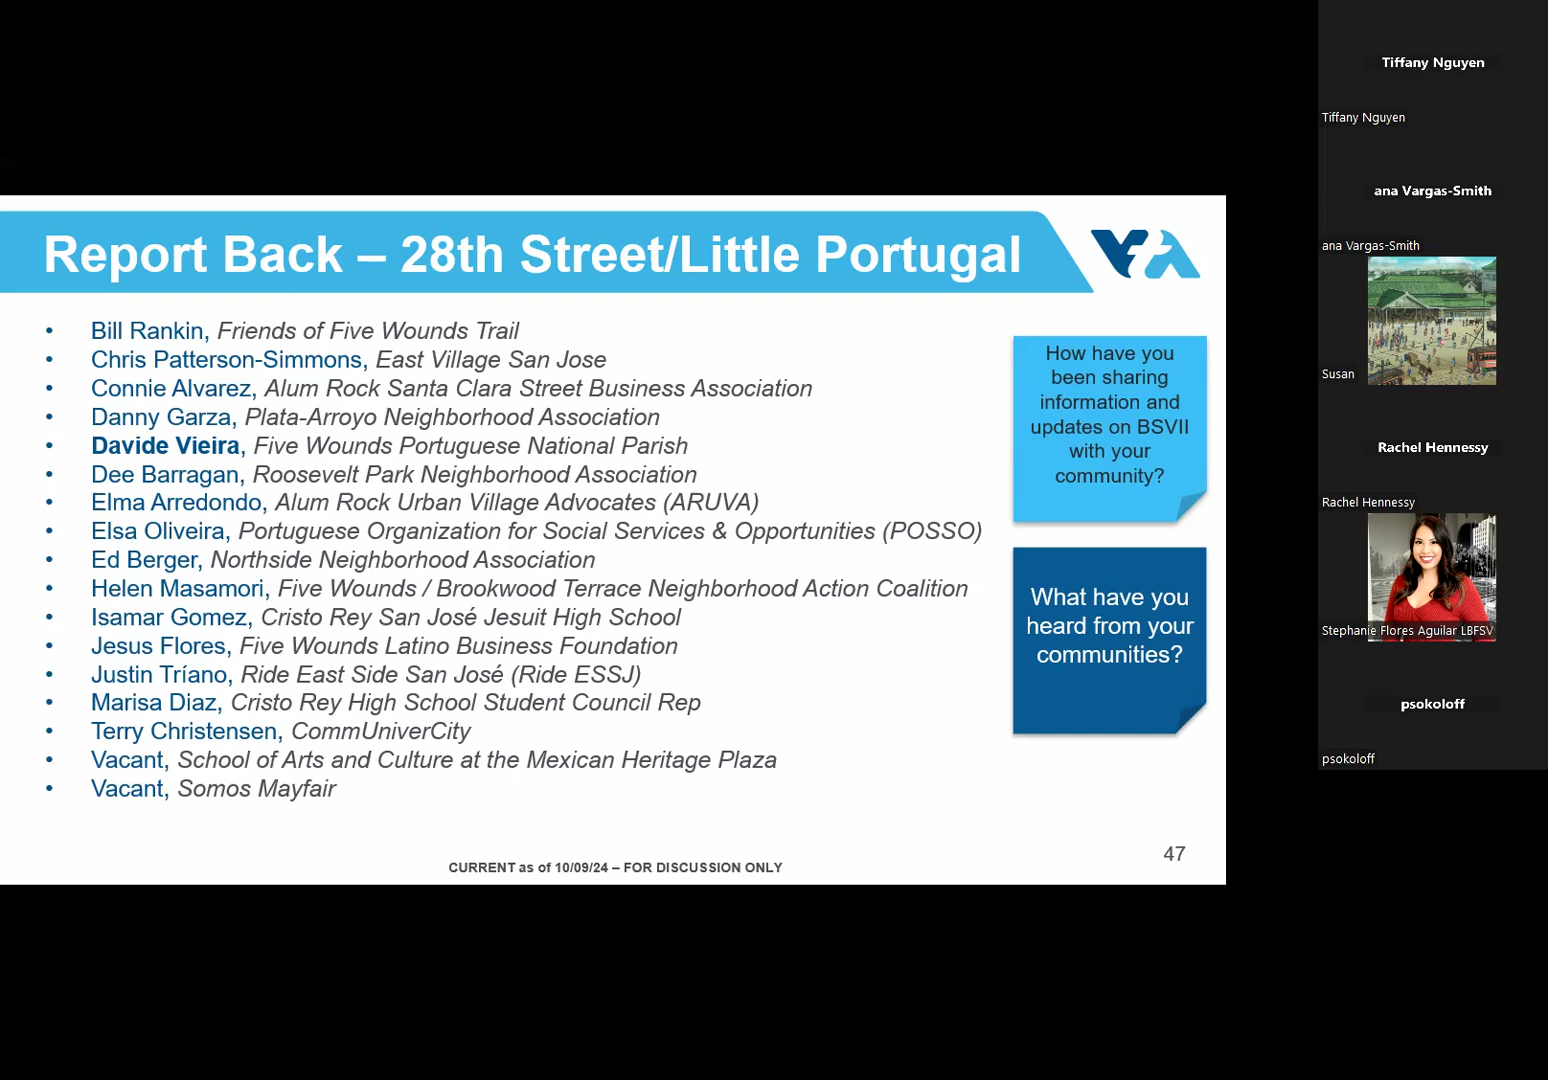 Report Back – 28th Street/Little Portugal
VTA
• Bill Rankin, Friends of Five Wounds Trail
• Chris Patterson-Simmons, East Village San Jose
• Connie Alvarez, Alum Rock Santa Clara Street Business Association
• Danny Garza, Plata-Arroyo Neighborhood Association
• Davide Vieira, Five Wounds Portuguese National Parish
• Dee Barragan, Roosevelt Park Neighborhood Association
• Elma Arredondo, Alum Rock Urban Village Advocates (ARUVA)
• Elsa Oliveira, Portuguese Organization for Social Services & Opportunities (POSSO)
• Ed Berger, Northside Neighborhood Association
• Helen Masamori, Five Wounds / Brookwood Terrace Neighborhood Action Coalition
• Isamar Gomez, Cristo Rey San José Jesuit High School
• Jesus Flores, Five Wounds Latino Business Foundation
• Justin Tríano, Ride East Side San José (Ride ESSJ)
• Marisa Diaz, Cristo Rey High School Student Council Rep
• Terry Christensen, CommUniverCity
• Vacant, School of Arts and Culture at the Mexican Heritage Plaza
• Vacant, Somos Mayfair
How have you
been sharing
information and
updates on BSVII
with your
community?
What have you
heard from your
communities?
CURRENT as of 10/09/24 – FOR DISCUSSION ONLY
47
Tiffany Nguyen
Tiffany Nguyen
ana Vargas-Smith
ana Vargas-Smith
Susan
Rachel Hennessy
Rachel Hennessy
Stephanie Flores Aguilar LBFSV
psokoloff
psokoloff